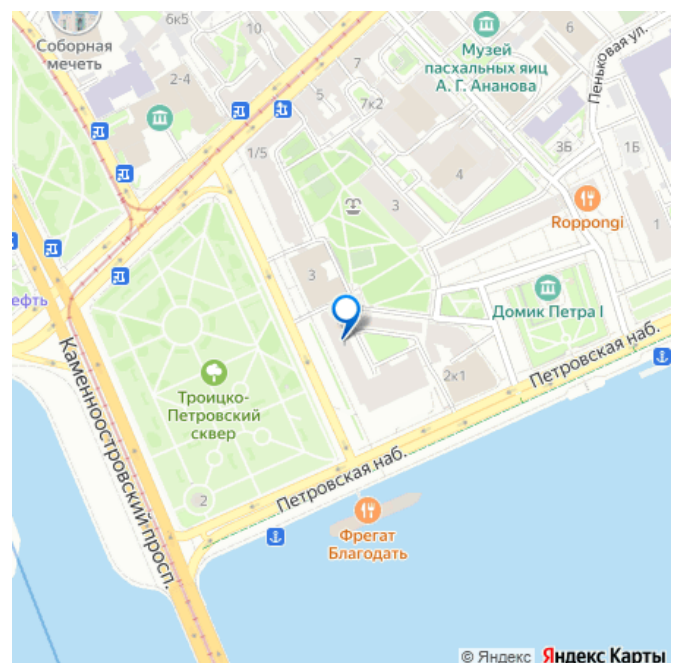 6к5
10
6
Соборная
мечеть
Музей
пасхальных яиц
А. Г. Ананова
Пеньковая ул.
2-4
7
5
7к2
1/5
3Б
1Б
4
3
Roppongi
1
3
ефть
Домик Петра I
Петровская наб.
Каменноостровский просп.
Троицко-
Петровский
сквер
2к1
Петровская наб.
2
Фрегат
Благодать
© Яндекс Яндекс Карты